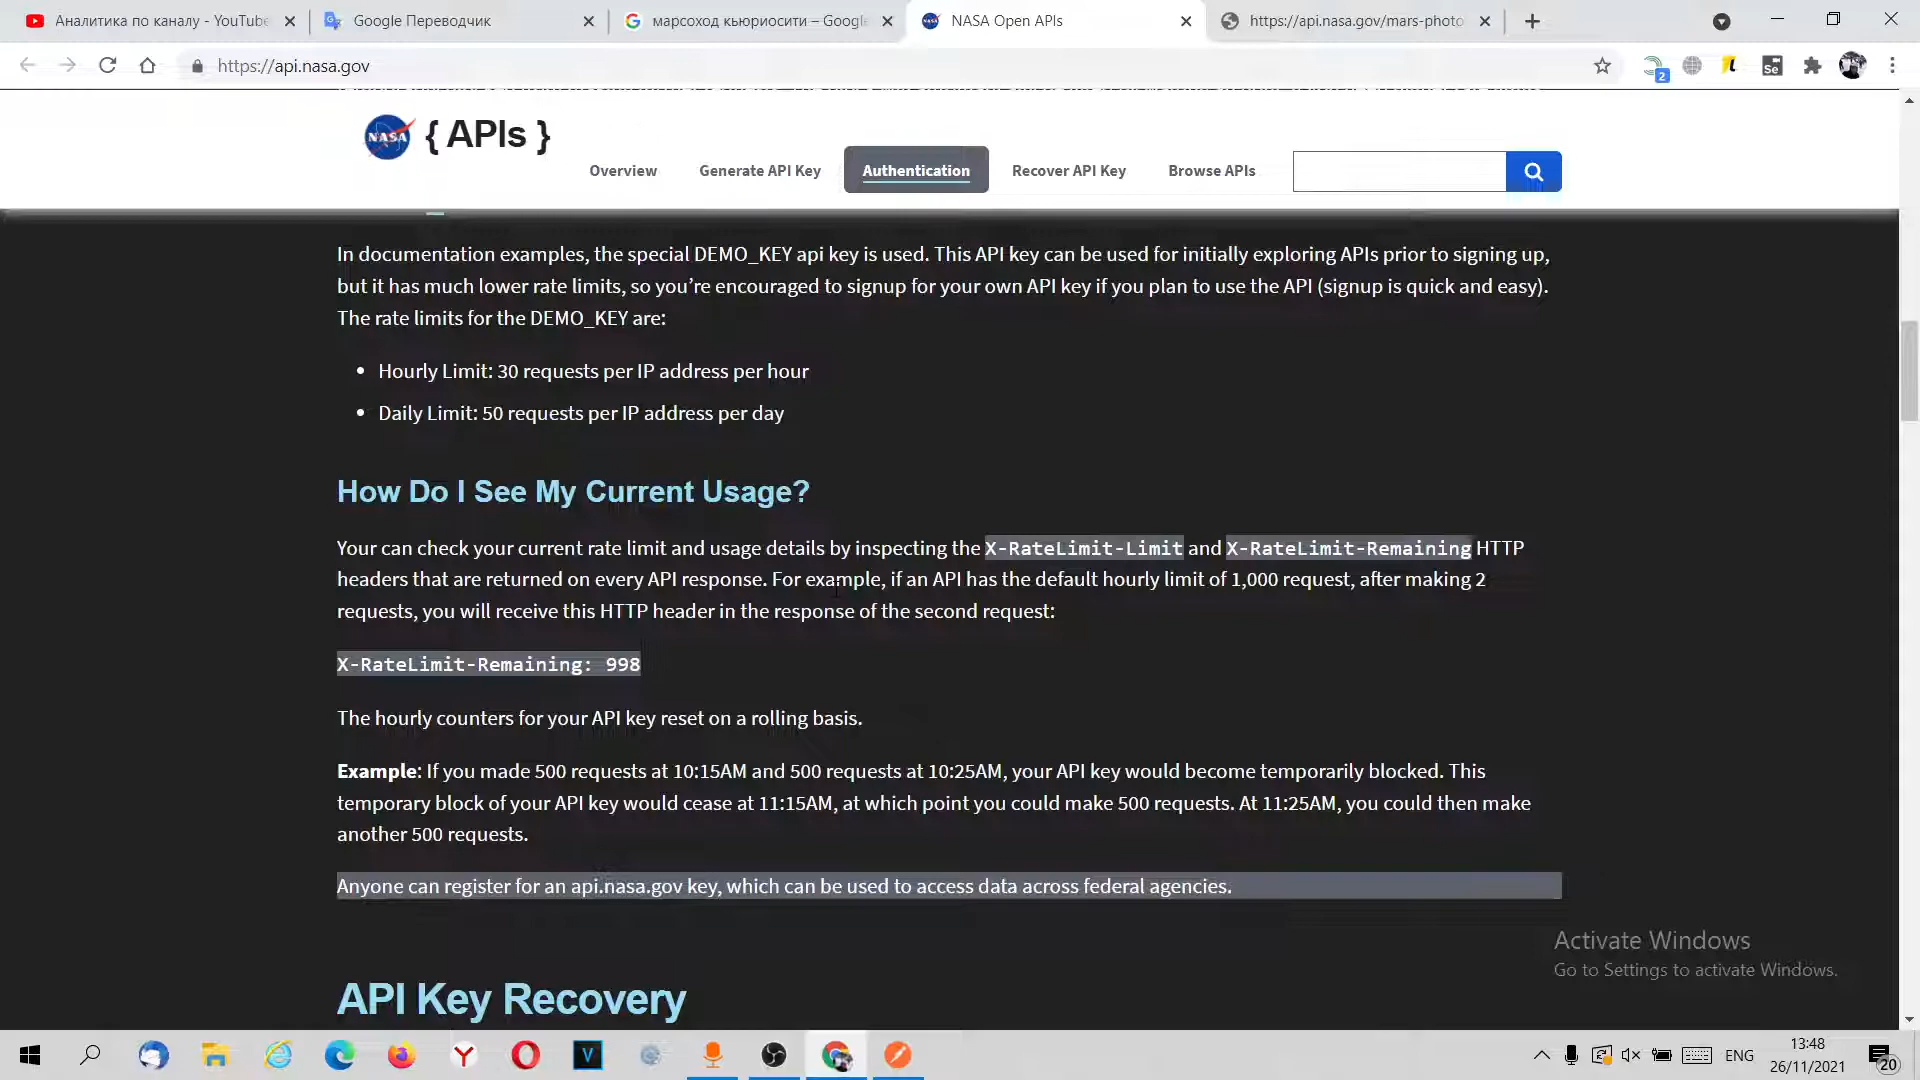 Аналитика по каналу - YouTube
Google Переводчик
марсоход кьюриосити – Google
NASA Open APIs
https://api.nasa.gov/mars-photo
https://api.nasa.gov
2
Se
NASA
{ APIs }
Overview
Generate API Key
Authentication
Recover API Key
Browse APIs
In documentation examples, the special DEMO_KEY api key is used. This API key can be used for initially exploring APIs prior to signing up,
but it has much lower rate limits, so you’re encouraged to signup for your own API key if you plan to use the API (signup is quick and easy).
The rate limits for the DEMO_KEY are:
• Hourly Limit: 30 requests per IP address per hour
• Daily Limit: 50 requests per IP address per day
How Do I See My Current Usage?
Your can check your current rate limit and usage details by inspecting the X-RateLimit-Limit and X-RateLimit-Remaining HTTP
headers that are returned on every API response. For example, if an API has the default hourly limit of 1,000 request, after making 2
requests, you will receive this HTTP header in the response of the second request:
X-RateLimit-Remaining: 998
The hourly counters for your API key reset on a rolling basis.
Example: If you made 500 requests at 10:15AM and 500 requests at 10:25AM, your API key would become temporarily blocked. This
temporary block of your API key would cease at 11:15AM, at which point you could make 500 requests. At 11:25AM, you could then make
another 500 requests.
Anyone can register for an api.nasa.gov key, which can be used to access data across federal agencies.
Activate Windows
Go to Settings to activate Windows.
API Key Recovery
V
ENG
13:48
26/11/2021
20